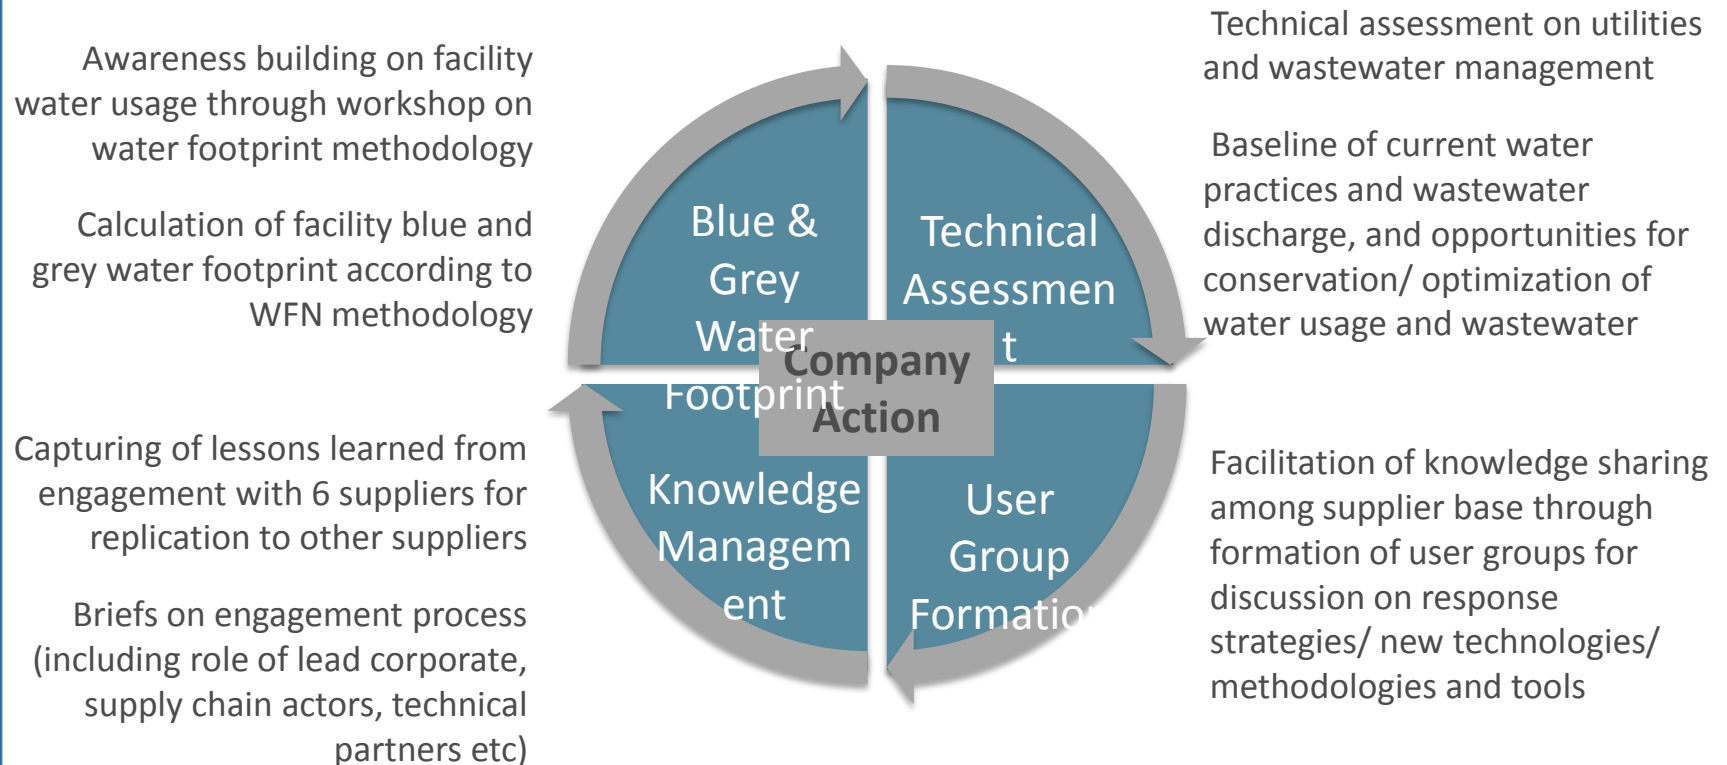 Awareness building on facility
water usage through workshop on
water footprint methodology
Calculation of facility blue and
grey water footprint according to
WFN methodology
Technical assessment on utilities
and wastewater management
Baseline of current water
practices and wastewater
discharge, and opportunities for
conservation/ optimization of
water usage and wastewater
Blue &
Grey
Water
Footprint
Technical
Assessmen
t
Company
Action
Knowledge
Managem
ent
User
Group
Formation
Capturing of lessons learned from
engagement with 6 suppliers for
replication to other suppliers
Briefs on engagement process
(including role of lead corporate,
supply chain actors, technical
partners etc)
Facilitation of knowledge sharing
among supplier base through
formation of user groups for
discussion on response
strategies/ new technologies/
methodologies and tools